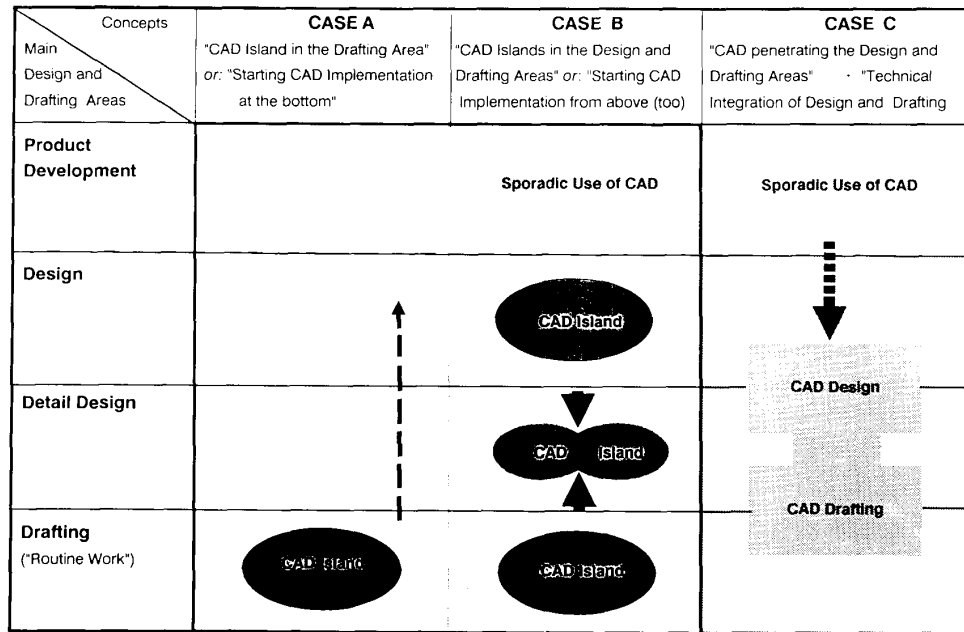 Concepts
Main
Design and
Drafting Areas
CASE A
"CAD Island in the Drafting Area"
or: "Starting CAD Implementation
at the bottom"
CASE B
"CAD Islands in the Design and
Drafting Areas" or: "Starting CAD
Implementation from above (too)
CASE C
"CAD penetrating the Design and
Drafting Areas" · "Technical
Integration of Design and Drafting
Product
Development
Sporadic Use of CAD
Sporadic Use of CAD
Design
CAD Island
CAD Design
Detail Design
CAD Island
CAD Drafting
Drafting
("Routine Work")
CAD Island
CAD Island